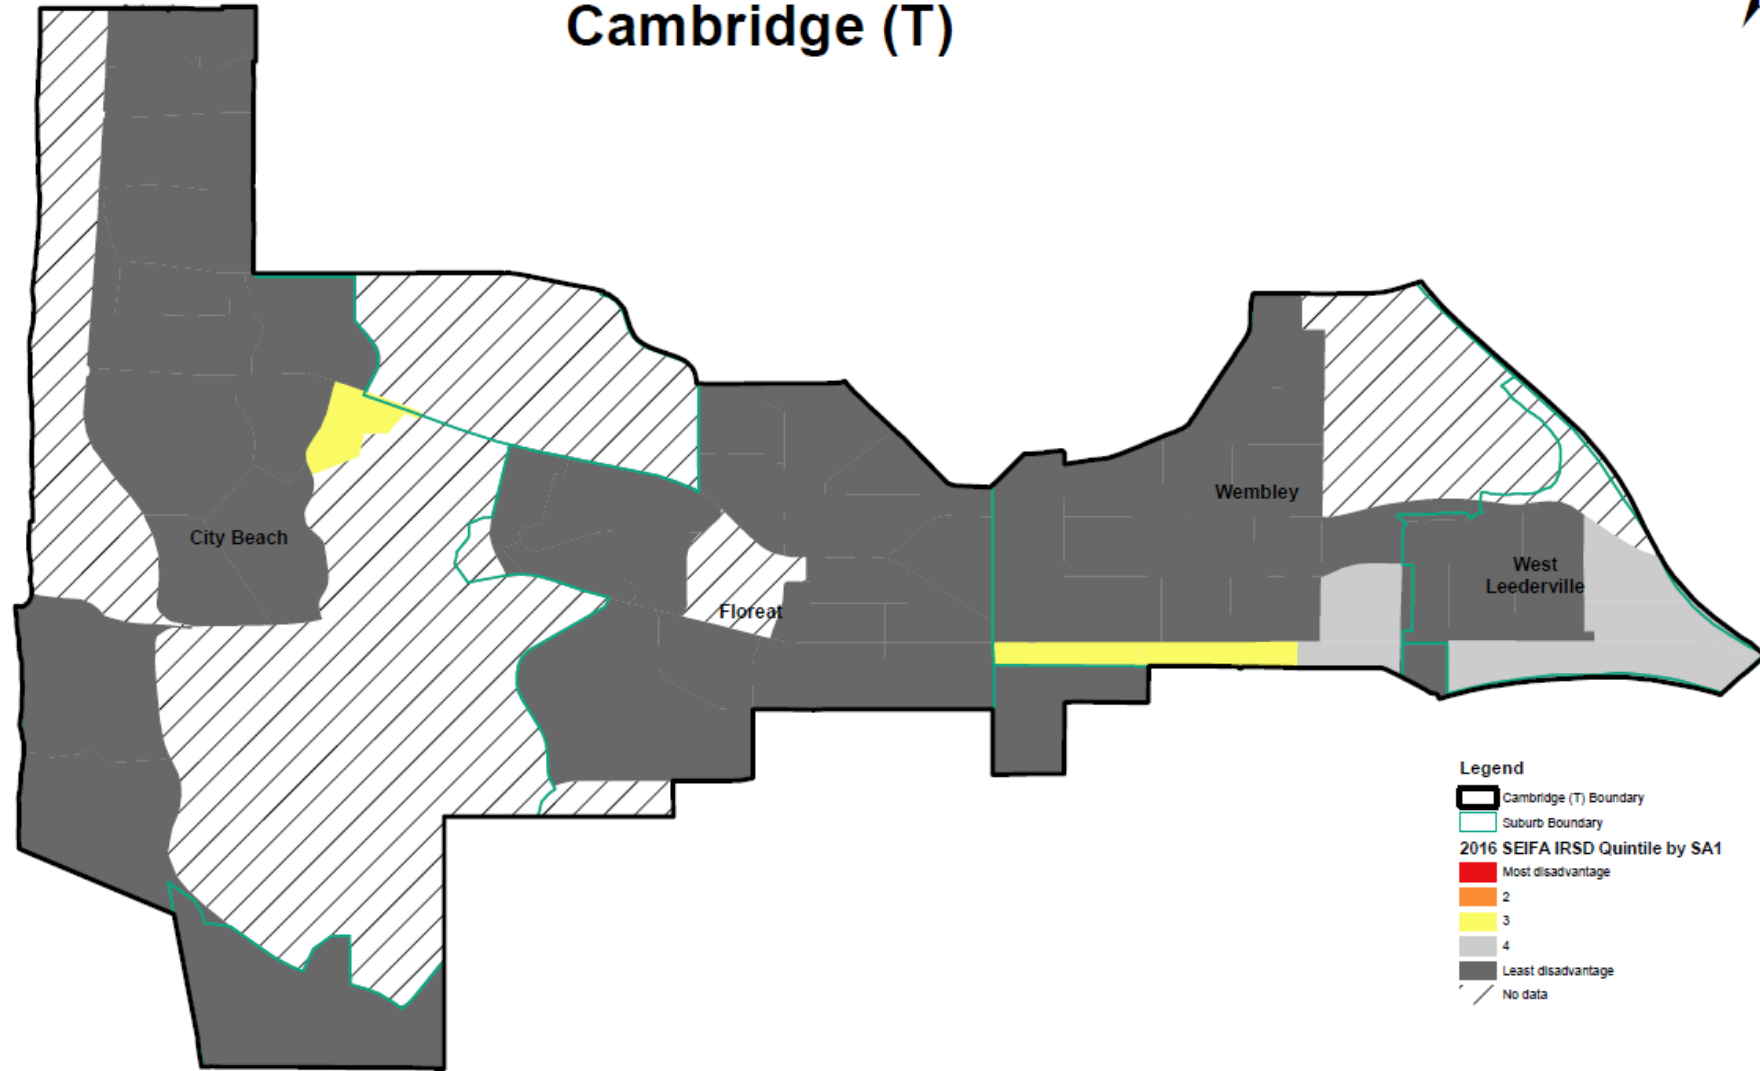 Cambridge (T)
Wembley
City Beach
West
Leederville
Floreat
Legend
Cambridge (T) Boundary
Suburb Boundary
2016 SEIFA IRSD Quintile by SA1
Most disadvantage
2
3
4
Least disadvantage
No data